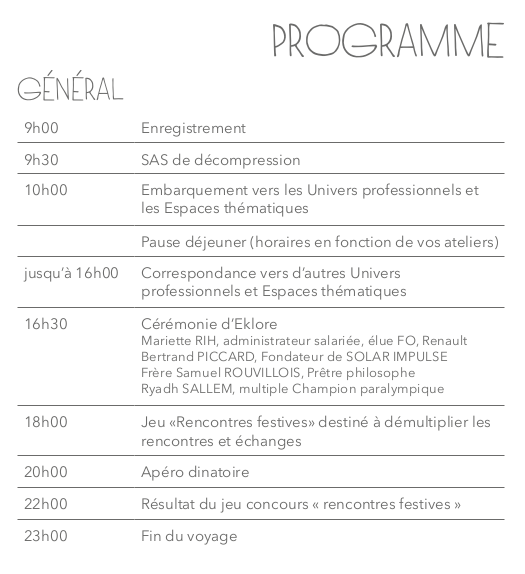 PROGRAMME
GÉNÉRAL
9h00 Enregistrement
9h30 SAS de décompression
10h00 Embarquement vers les Univers professionnels et
les Espaces thématiques
Pause déjeuner (horaires en fonction de vos ateliers)
jusqu'à 16h00 Correspondance vers d'autres Univers
professionnels et Espaces thématiques
16h30 Cérémonie d'Eklore
Mariette RIH, administrateur salariée, élue FO, Renault
Bertrand PICCARD, Fondateur de SOLAR IMPULSE
Frère Samuel ROUVILLOIS, Prêtre philosophe
Ryadh SALLEM, multiple Champion paralympique
18h00 Jeu «Rencontres festives» destiné à démultiplier les
rencontres et échanges
20h00 Apéro dinatoire
22h00 Résultat du jeu concours « rencontres festives »
23h00 Fin du voyage